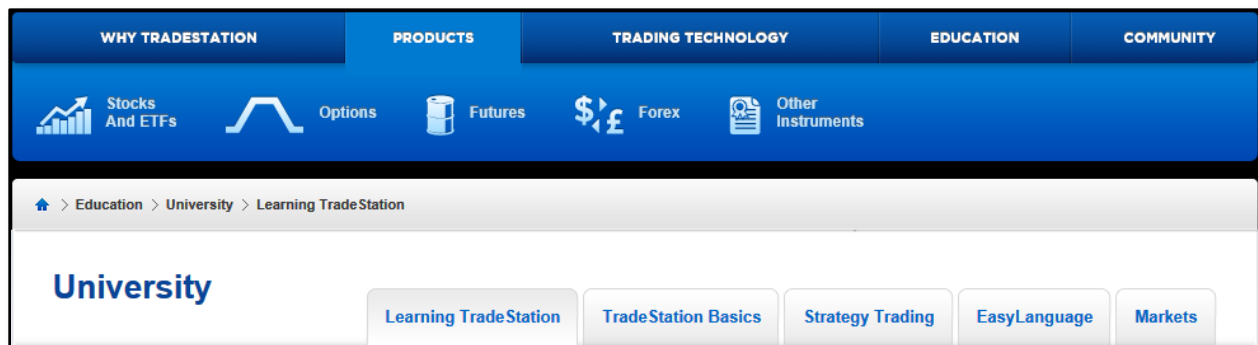 WHY TRADESTATION PRODUCTS TRADING TECHNOLOGY EDUCATION COMMUNITY
Stocks
And ETFs
Options
Futures
Forex
Other
Instruments
> Education > University > Learning TradeStation
University
Learning TradeStation TradeStation Basics Strategy Trading EasyLanguage Markets